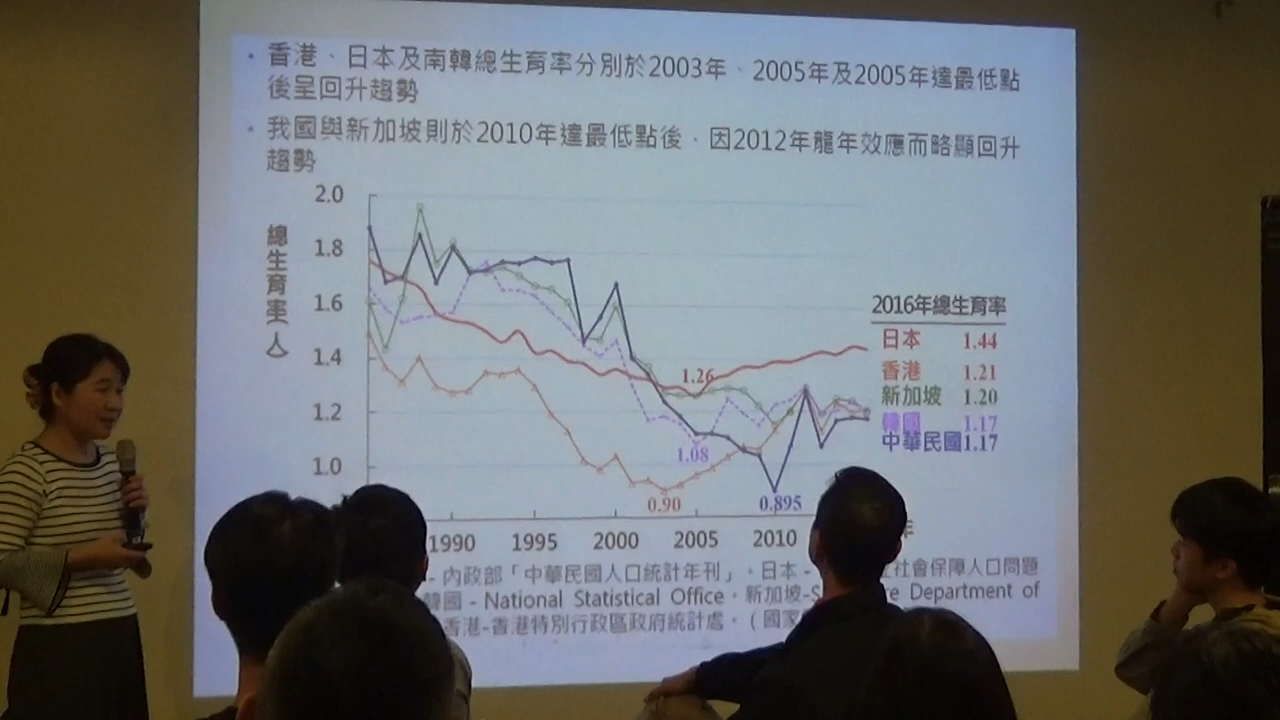 • 香港、日本及南韓總生育率分別於2003年、2005年及2005年達最低點
後呈回升趨勢
• 我國與新加坡則於2010年達最低點後，因2012年龍年效應而略顯回升
趨勢
總生育率(人)
2.0
1.8
1.6
1.4
1.2
1.0
1.26
1.08
0.90
0.895
2016年總生育率
日本 1.44
香港 1.21
新加坡 1.20
韓國 1.17
中華民國1.17
1990 1995 2000 2005 2010 年
- 內政部「中華民國人口統計年刊」。日本 - 社會保障人口問題
韓國 - National Statistical Office。新加坡- Department of
香港-香港特別行政區政府統計處。(國家